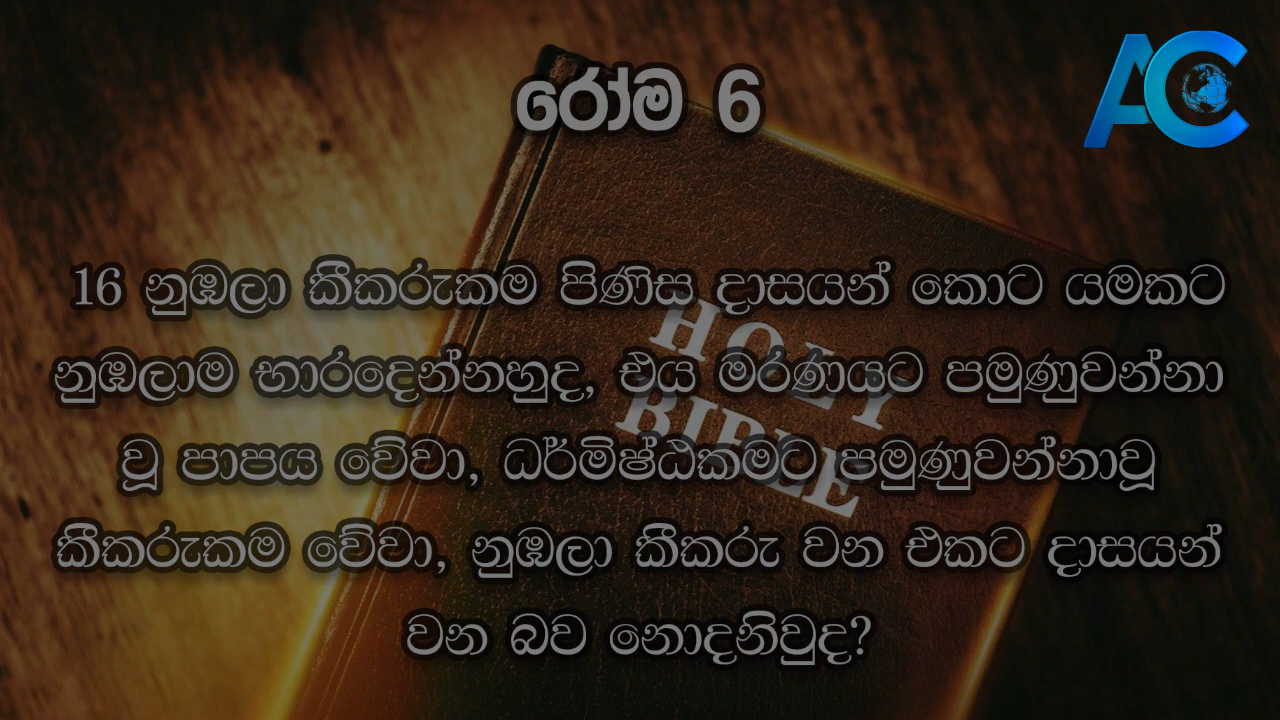 රෝම 6
AC
16 නුඹලා කීකරුකම පිණිස දාසයන් කොට යමකට
HOLY
නුඹලාම භාරදෙන්නහුද, එය මරණයට පමුණුවන්නා
BIBLE
වූ පාපය වේවා, ධර්මිෂ්ඨකමට පමුණුවන්නාවූ
කීකරුකම වේවා, නුඹලා කීකරු වන එකට දාසයන්
වන බව නොදනිවුද?